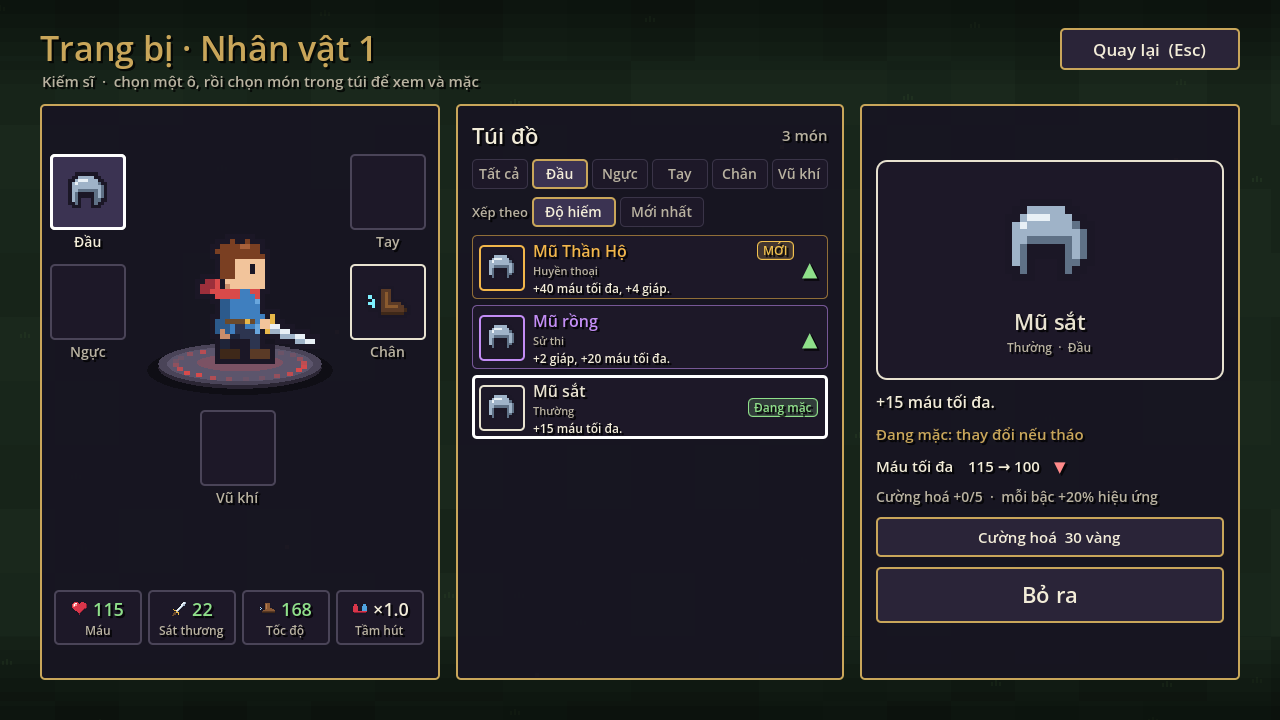 Trang bị · Nhân vật 1
Quay lại (Esc)
Kiếm sĩ · chọn một ô, rồi chọn món trong túi để xem và mặc
Đầu
Tay
Ngực
Chân
Vũ khí
115
Máu
22
Sát thương
168
Tốc độ
×1.0
Tầm hút
Túi đồ
3 món
Tất cả
Đầu
Ngực
Tay
Chân
Vũ khí
Xếp theo
Độ hiếm
Mới nhất
Mũ Thần Hộ
MỚI
Huyền thoại
+40 máu tối đa, +4 giáp.
Mũ rồng
Sử thi
+2 giáp, +20 máu tối đa.
Mũ sắt
Thường
Đang mặc
+15 máu tối đa.
Mũ sắt
Thường · Đầu
+15 máu tối đa.
Đang mặc: thay đổi nếu tháo
Máu tối đa 115 → 100 ▼
Cường hoá +0/5 · mỗi bậc +20% hiệu ứng
Cường hoá 30 vàng
Bỏ ra